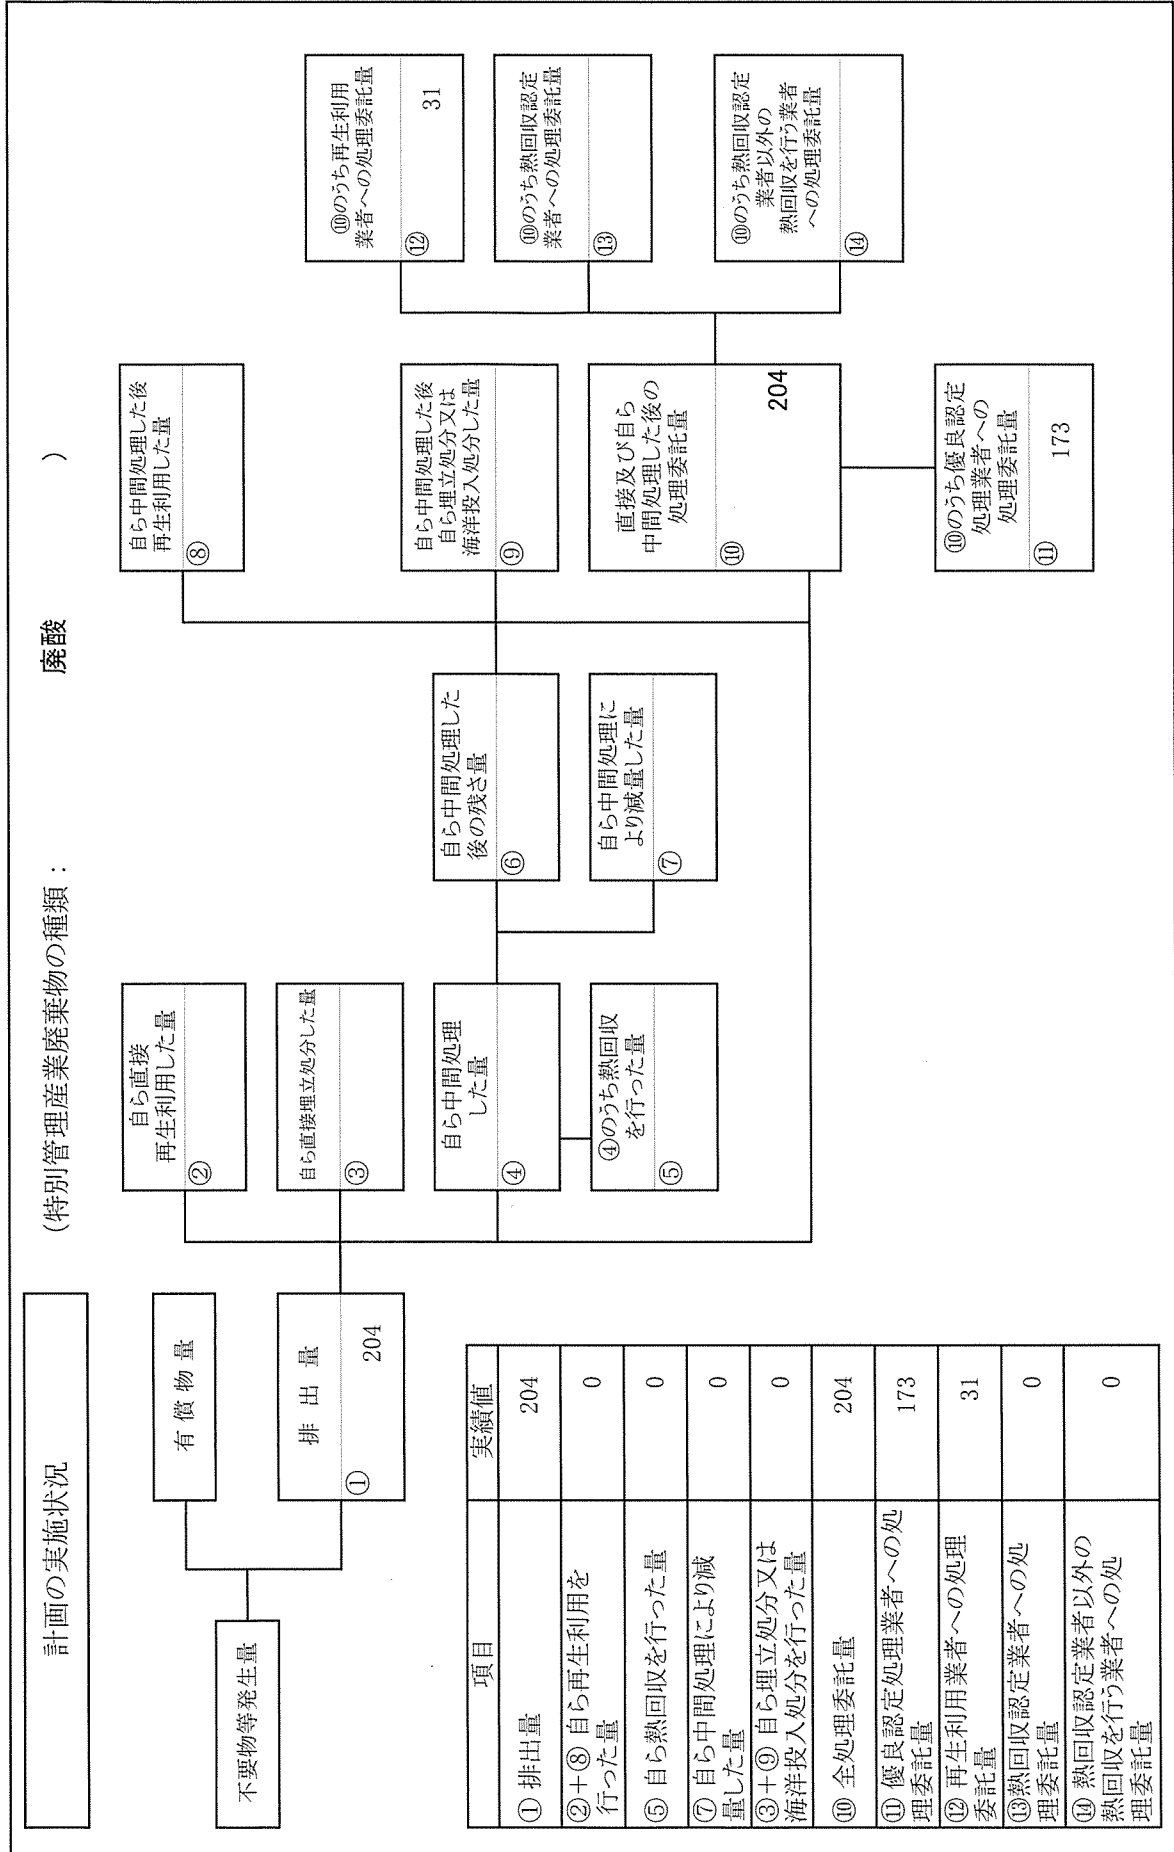 計画の実施状況
(特別管理産業廃棄物の種類： 廃酸 )
不要物等発生量
有償物量
排出量
① 204
自ら直接
再生利用した量
②
自ら直接埋立処分した量
③
自ら中間処理
した量
④
④のうち熱回収
を行った量
⑤
自ら中間処理した
後の残さ量
⑥
自ら中間処理に
より減量した量
⑦
自ら中間処理した後
再生利用した量
⑧
自ら中間処理した後
自ら埋立処分又は
海洋投入処分した量
⑨
直接及び自ら
中間処理した後の
処理委託量
⑩ 204
⑩のうち優良認定
処理業者への
処理委託量
⑪ 173
⑩のうち再生利用
業者への処理委託量
⑫ 31
⑩のうち熱回収認定
業者への処理委託量
⑬
⑩のうち熱回収認定
業者以外の
熱回収を行う業者
への処理委託量
⑭
項目 実績値
①排出量 204
②+⑧ 自ら再生利用を
行った量 0
⑤ 自ら熱回収を行った量 0
⑦ 自ら中間処理により減
量した量 0
③+⑨ 自ら埋立処分又は
海洋投入処分を行った量 0
⑩ 全処理委託量 204
⑪ 優良認定処理業者への処
理委託量 173
⑫ 再生利用業者への処理
委託量 31
⑬熱回収認定業者への処
理委託量 0
⑭ 熱回収認定業者以外の
熱回収を行う業者への処
理委託量 0